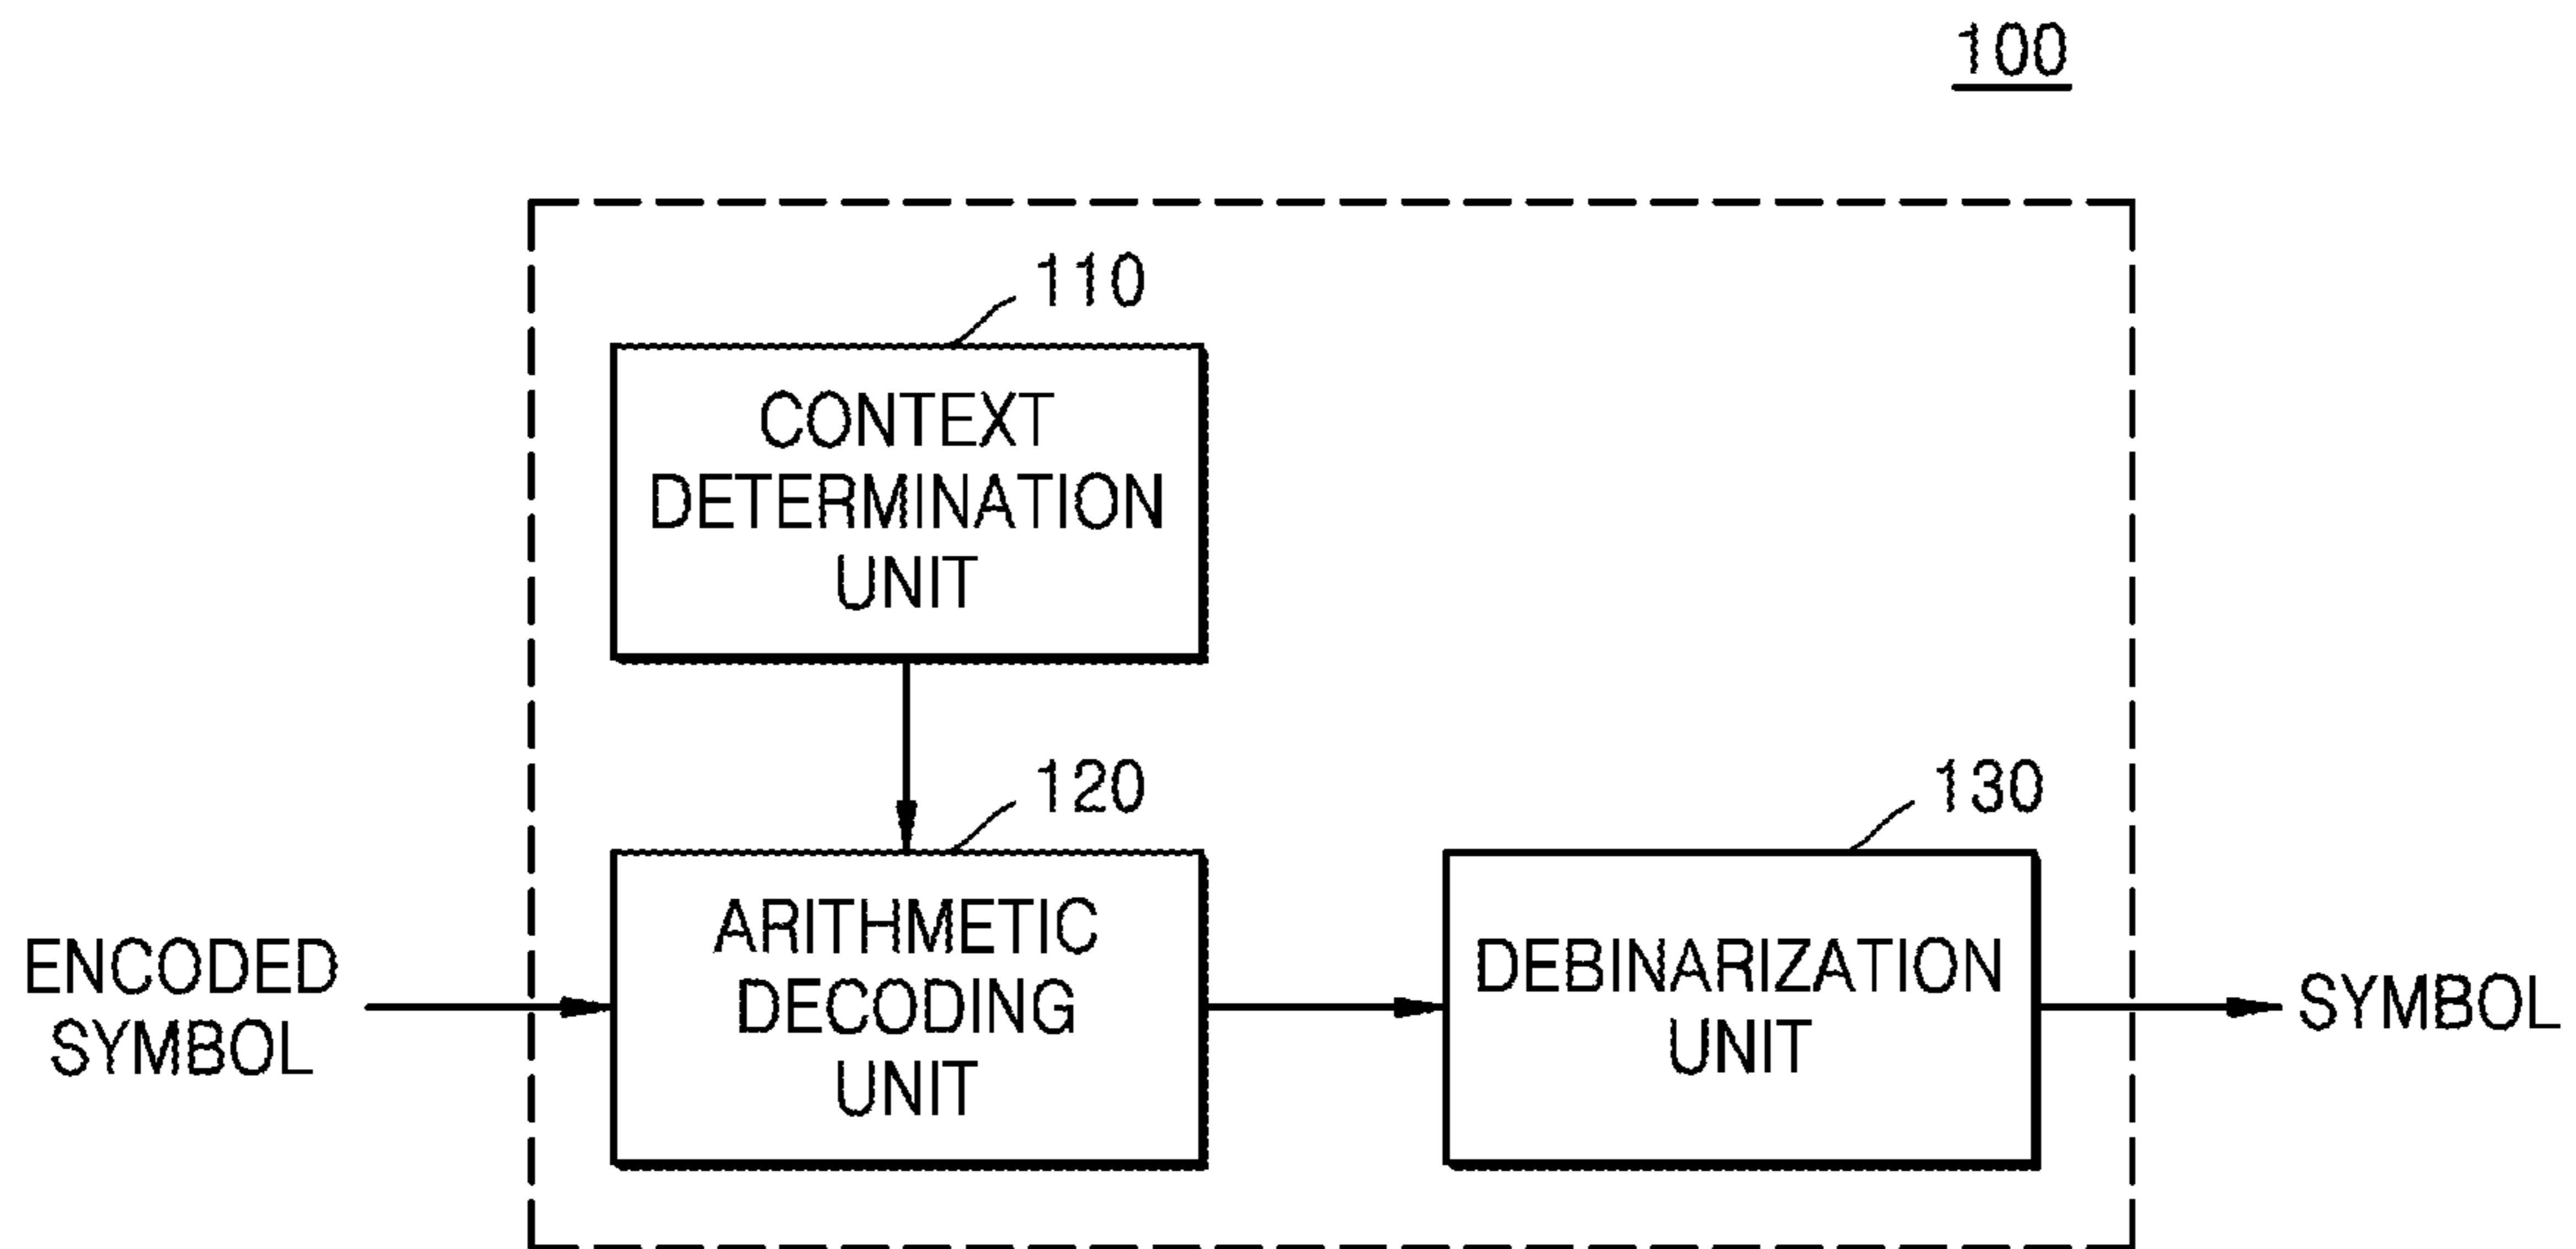 100
110
CONTEXT
DETERMINATION
UNIT
120
130
ENCODED
SYMBOL
ARITHMETIC
DECODING
UNIT
DEBINARIZATION
UNIT
SYMBOL